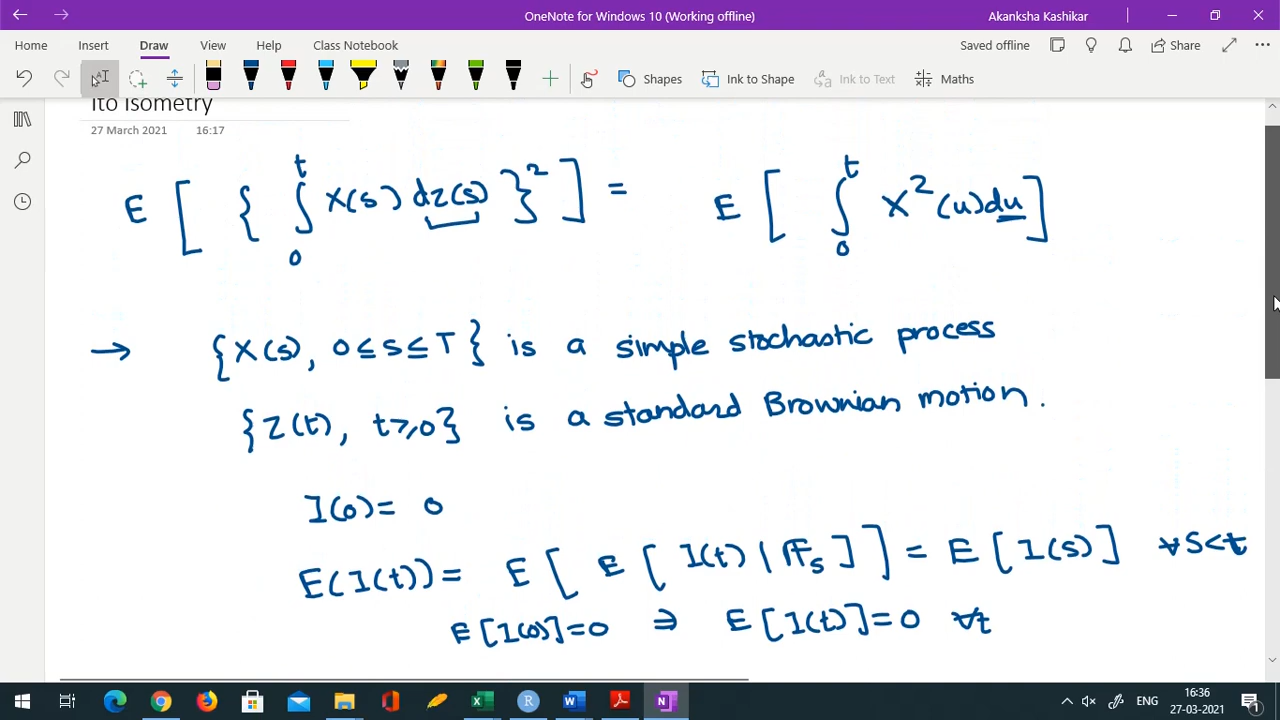 OneNote for Windows 10 (Working offline)
Akanksha Kashikar
Home Insert Draw View Help Class Notebook
Saved offline Share
Shapes Ink to Shape Ink to Text Maths
Ito Isometry
27 March 2021 16:17
E [ { ∫₀ᵗ X(s) dZ(s) }² ] = E [ ∫₀ᵗ X²(u)du ]
→ {X(s), 0≤s≤T} is a simple stochastic process
{Z(t), t≥0} is a standard Brownian motion.
I(0)= 0
E(I(t))= E [ E [ I(t) | 𝔽s ] ] = E [I(s)] ∀s<t
E[I(0)]=0 ⇒ E[I(t)]=0 ∀t
ENG
16:36
27-03-2021